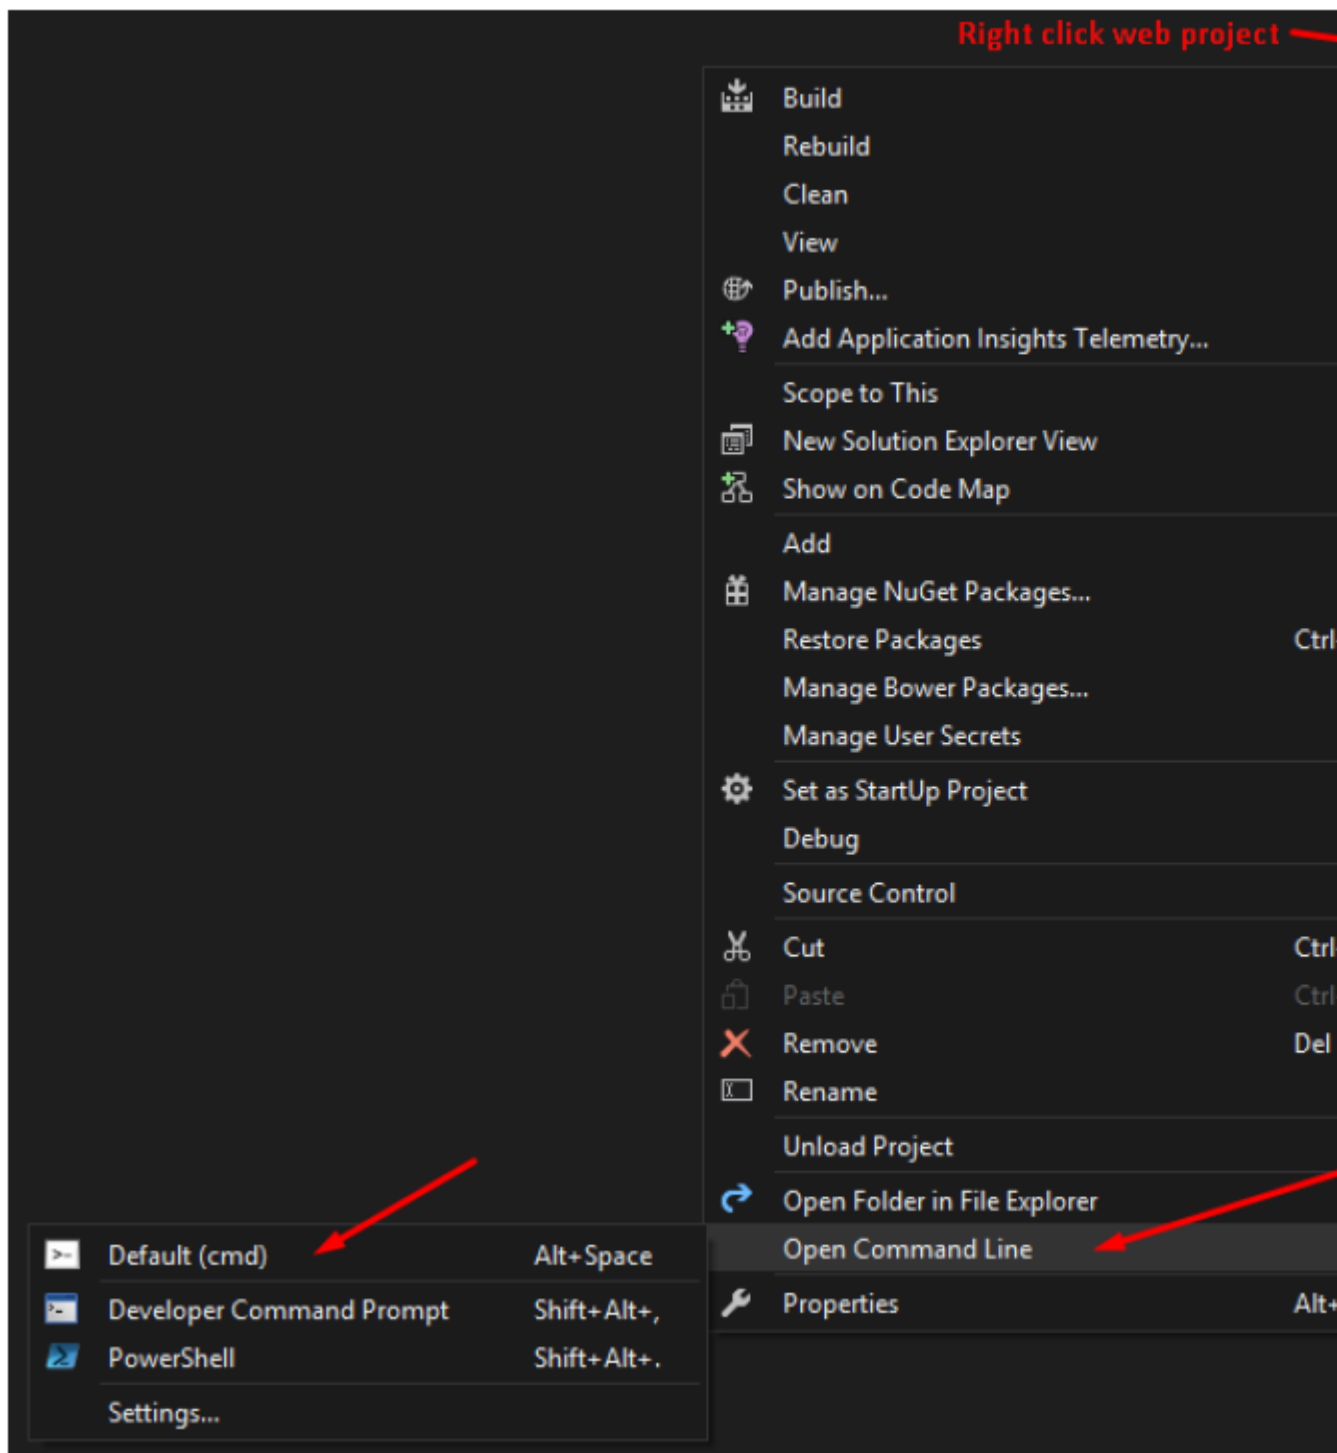 Right click web project
Build
Rebuild
Clean
View
Publish...
Add Application Insights Telemetry...
Scope to This
New Solution Explorer View
Show on Code Map
Add
Manage NuGet Packages...
Restore Packages Ctrl
Manage Bower Packages...
Manage User Secrets
Set as StartUp Project
Debug
Source Control
Cut Ctrl
Paste Ctrl
Remove Del
Rename
Unload Project
Open Folder in File Explorer
Open Command Line
Properties Alt+
Default (cmd) Alt+Space
Developer Command Prompt Shift+Alt+,
PowerShell Shift+Alt+.
Settings...